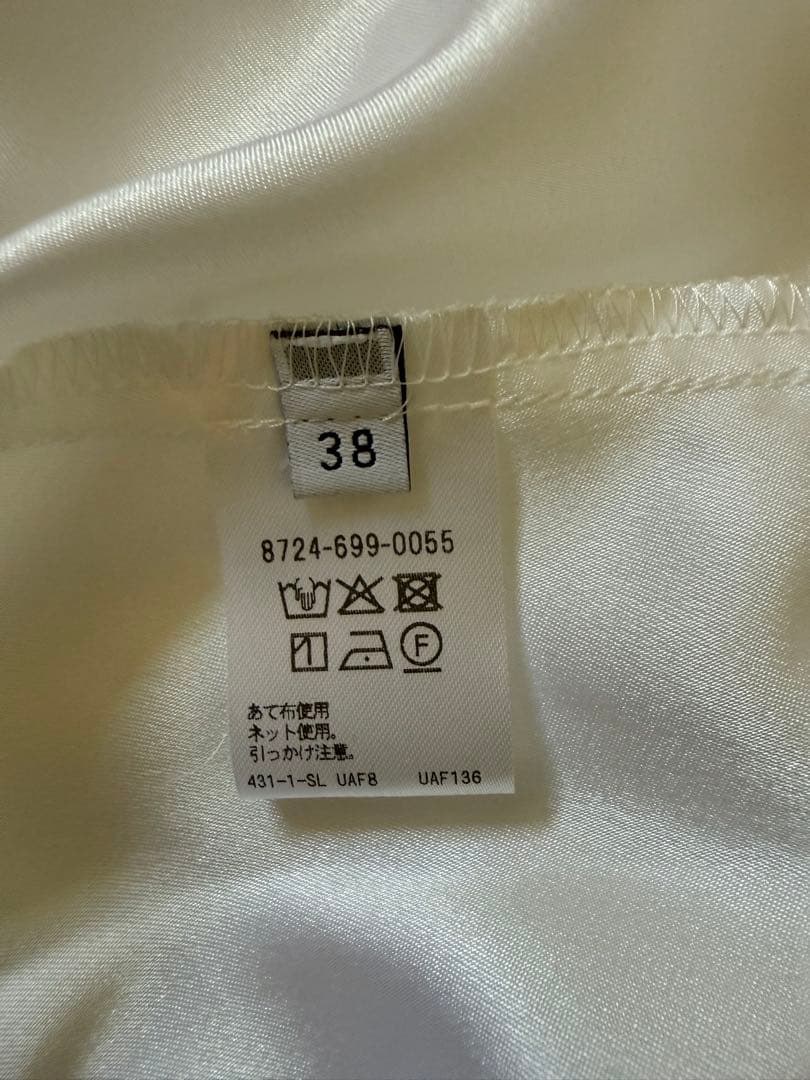 38
8724-699-0055
F
あて布使用
ネット使用。
引っかけ注意。
431-1-SL UAF8 UAF136